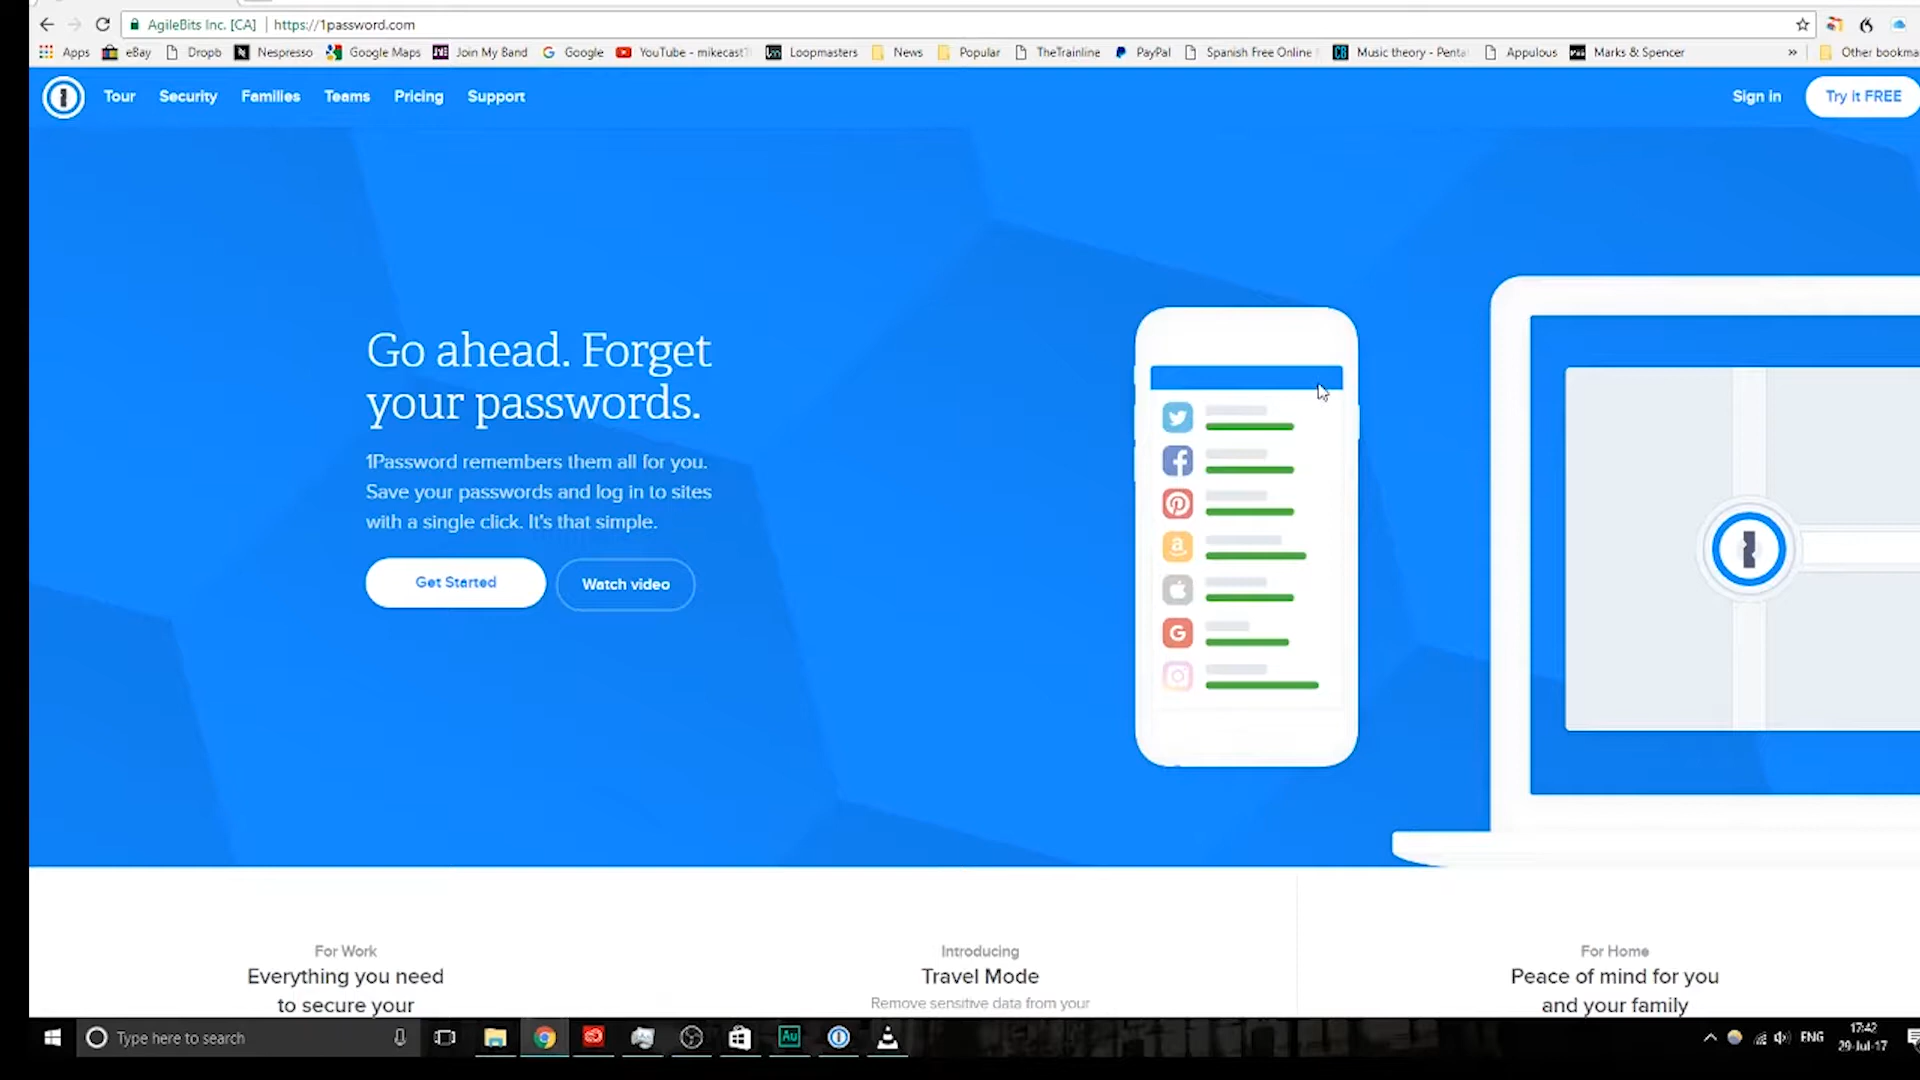 AgileBits Inc. [CA] | https://1password.com
Apps eBay Dropb Nespresso Google Maps Join My Band Google YouTube - mikecast Loopmasters News Popular TheTrainline PayPal Spanish Free Online Music theory - Penta Appulous Marks & Spencer » Other bookma
Tour Security Families Teams Pricing Support Sign in Try it FREE
Go ahead. Forget
your passwords.
1Password remembers them all for you.
Save your passwords and log in to sites
with a single click. It's that simple.
Get Started Watch video
For Work
Everything you need
to secure your
Introducing
Travel Mode
Remove sensitive data from your
For Home
Peace of mind for you
and your family
Type here to search
Au
ENG
17:42
29-Jul-17